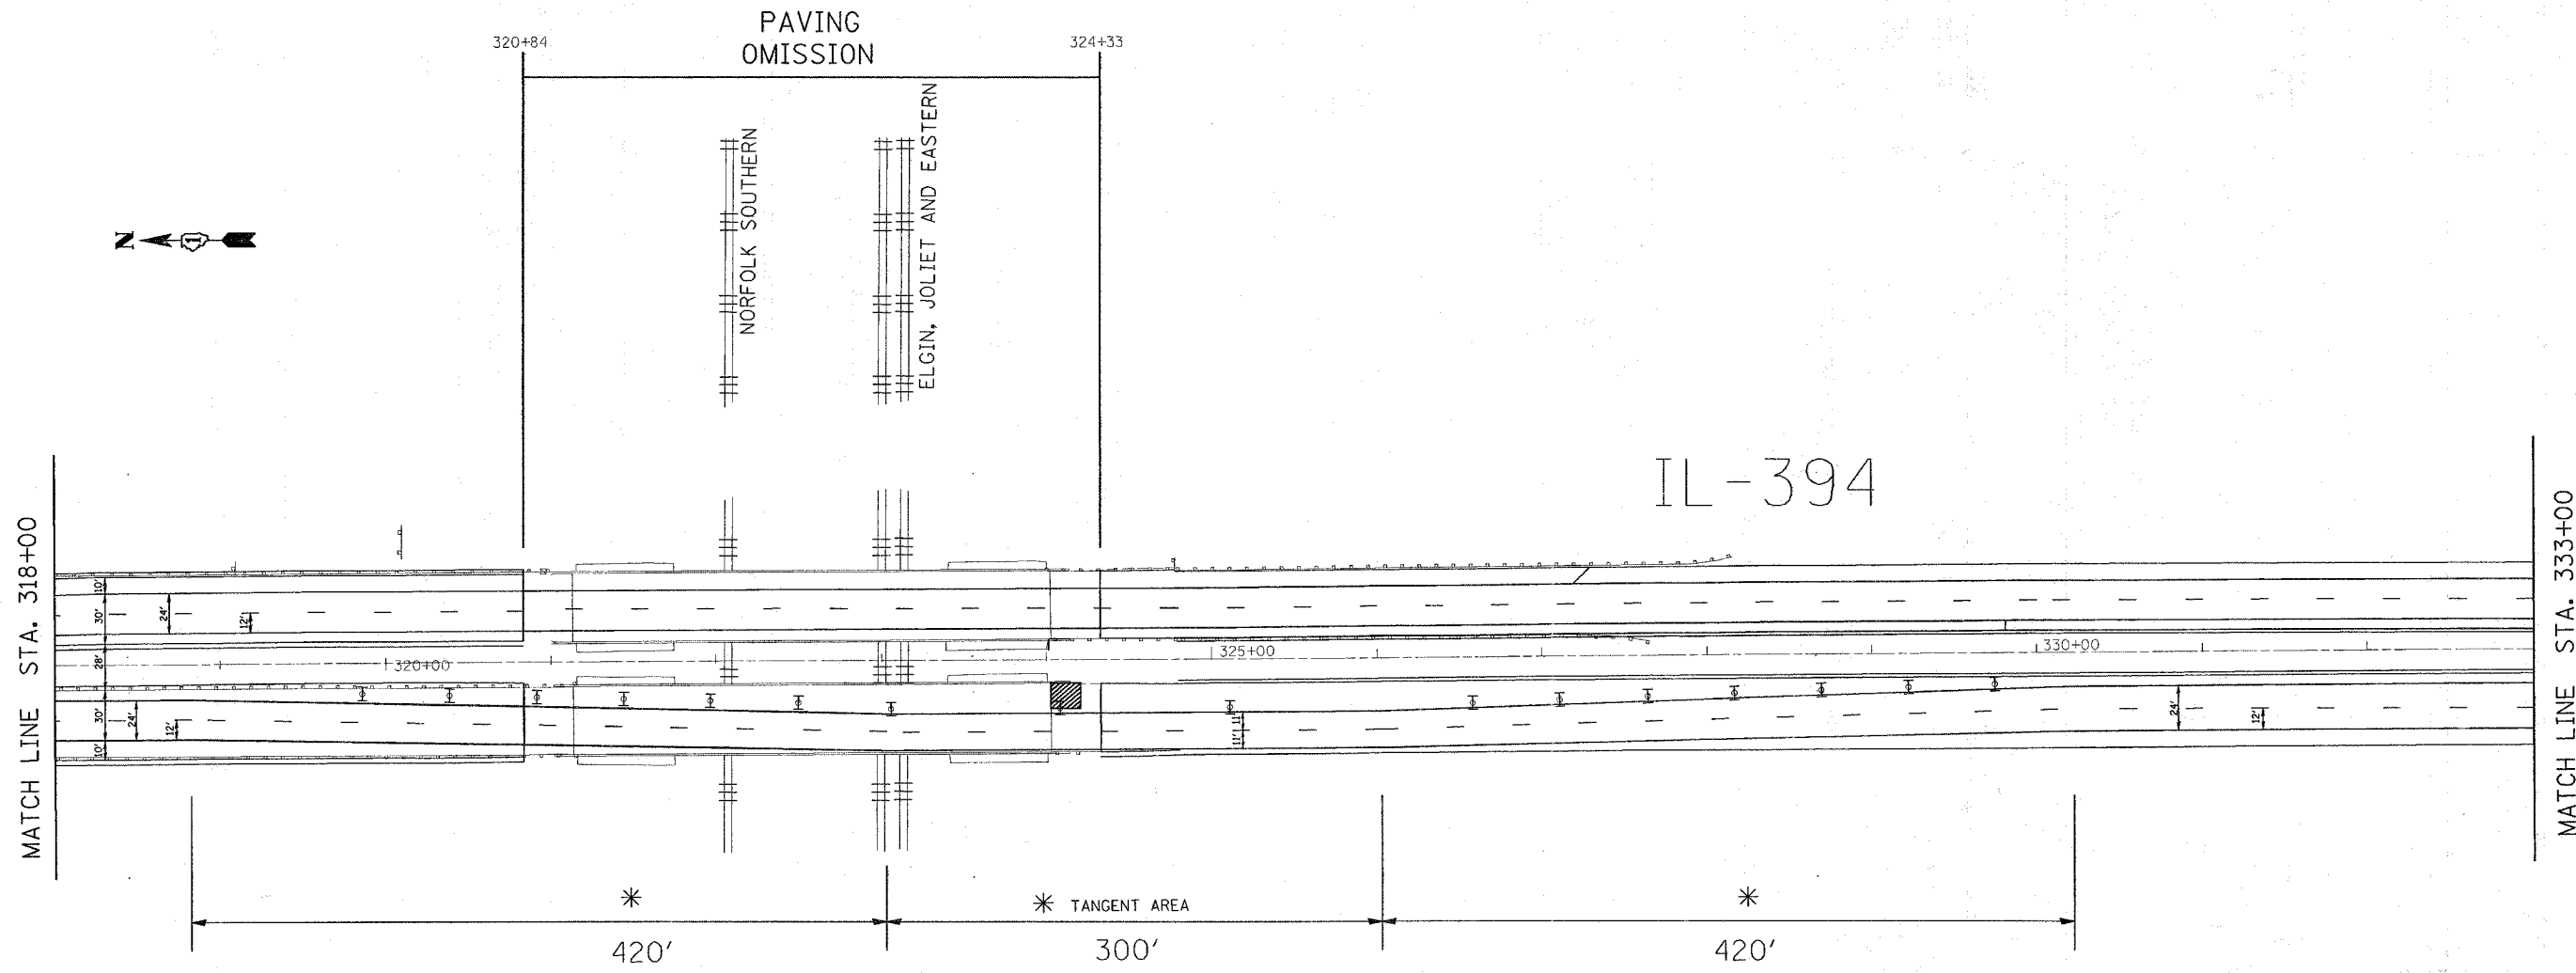 PAVING
OMISSION
320+84
324+33
NORFOLK SOUTHERN
ELGIN, JOLIET AND EASTERN
N
1
IL-394
MATCH LINE STA. 318+00
MATCH LINE STA. 333+00
10'
30'
24'
12'
28'
320+00
325+00
330+00
30'
24'
12'
10'
11'
11'
24'
12'
*
* TANGENT AREA
*
420'
300'
420'